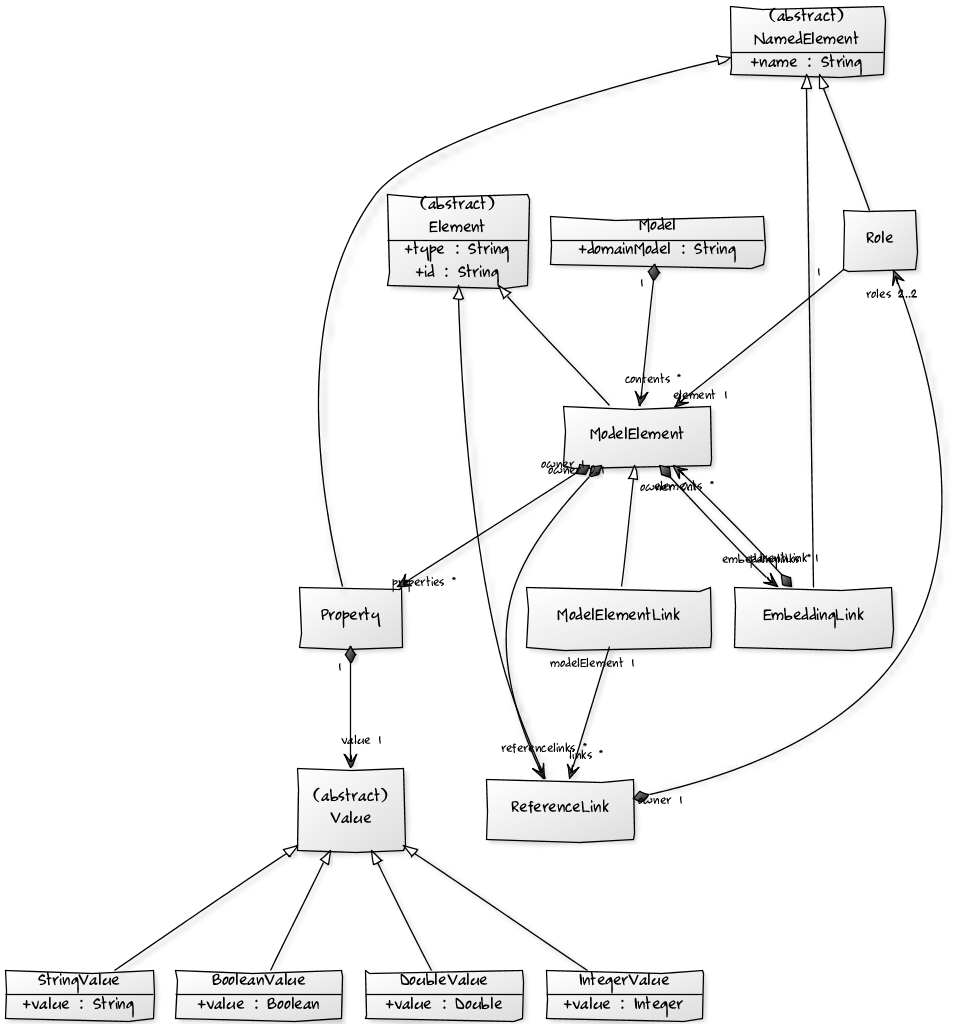 (abstract)
NamedElement
+name : String
(abstract)
Element
+type : String
+id : String
Model
+domainModel : String
Role
1
1
roles 2..2
contents *
element 1
ModelElement
owner 1
owner 1
owner
elements *
embeddinglinks *
parentLink 1
properties *
Property
ModelElementLink
EmbeddingLink
1
modelElement 1
value 1
referencelinks *
links *
(abstract)
Value
ReferenceLink
owner 1
StringValue
+value : String
BooleanValue
+value : Boolean
DoubleValue
+value : Double
IntegerValue
+value : Integer